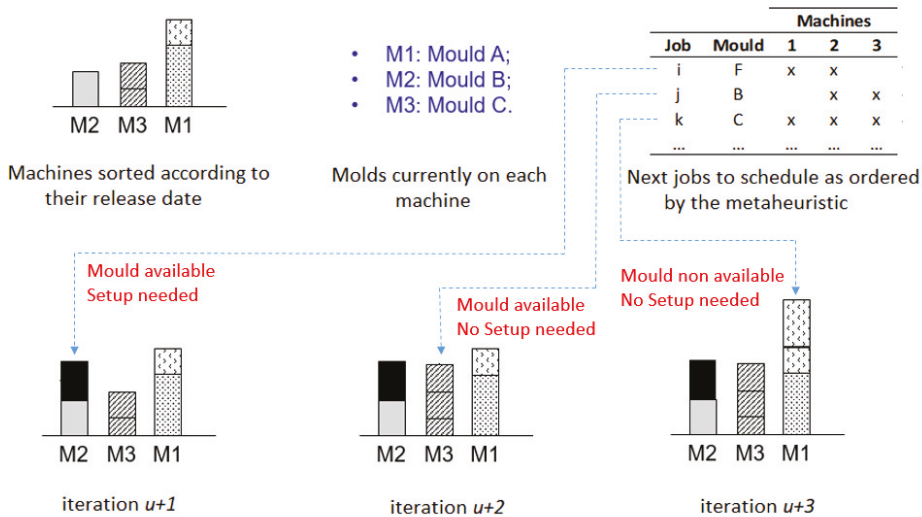 Machines
Job Mould 1 2 3
i F x x
j B x x
k C x x x
... ... ... ... ...
M2 M3 M1
• M1: Mould A;
• M2: Mould B;
• M3: Mould C.
Machines sorted according to
their release date
Molds currently on each
machine
Next jobs to schedule as ordered
by the metaheuristic
Mould available
Setup needed
Mould available
No Setup needed
Mould non available
No Setup needed
M2 M3 M1
M2 M3 M1
M2 M3 M1
iteration u+1
iteration u+2
iteration u+3